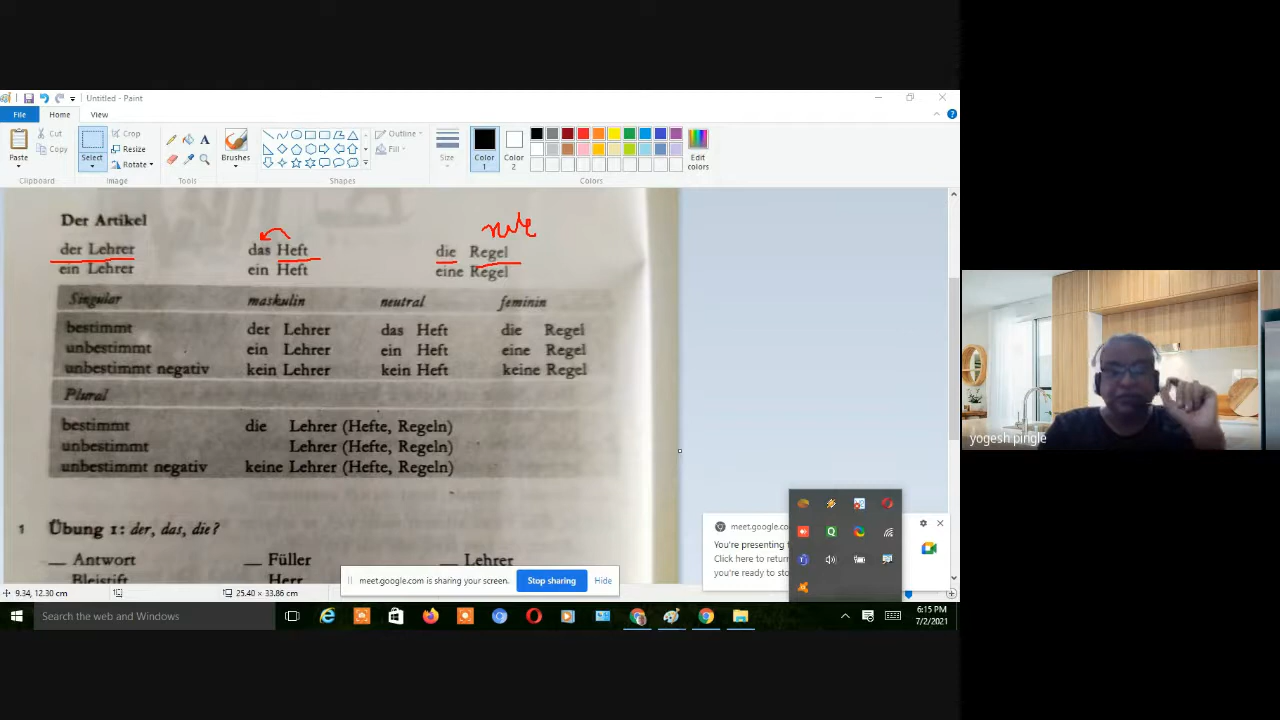 Untitled - Paint
File Home View
Paste Cut Copy Select Crop Resize Rotate Brushes Outline Fill Size Color 1 Color 2 Edit colors
Clipboard Image Tools Shapes Colors
Der Artikel
rule
der Lehrer das Heft die Regel
ein Lehrer ein Heft eine Regel
Singular maskulin neutral feminin
bestimmt der Lehrer das Heft die Regel
unbestimmt ein Lehrer ein Heft eine Regel
unbestimmt negativ kein Lehrer kein Heft keine Regel
Plural
bestimmt die Lehrer (Hefte, Regeln)
unbestimmt Lehrer (Hefte, Regeln)
unbestimmt negativ keine Lehrer (Hefte, Regeln)
1 Übung 1: der, das, die?
__ Antwort __ Füller __ Lehrer
Bleistift Herr
yogesh pingle
meet.google.com
You're presenting
Click here to return
you're ready to sto
meet.google.com is sharing your screen. Stop sharing Hide
9.34, 12.30 cm 25.40 × 33.86 cm
Search the web and Windows
6:15 PM
7/2/2021